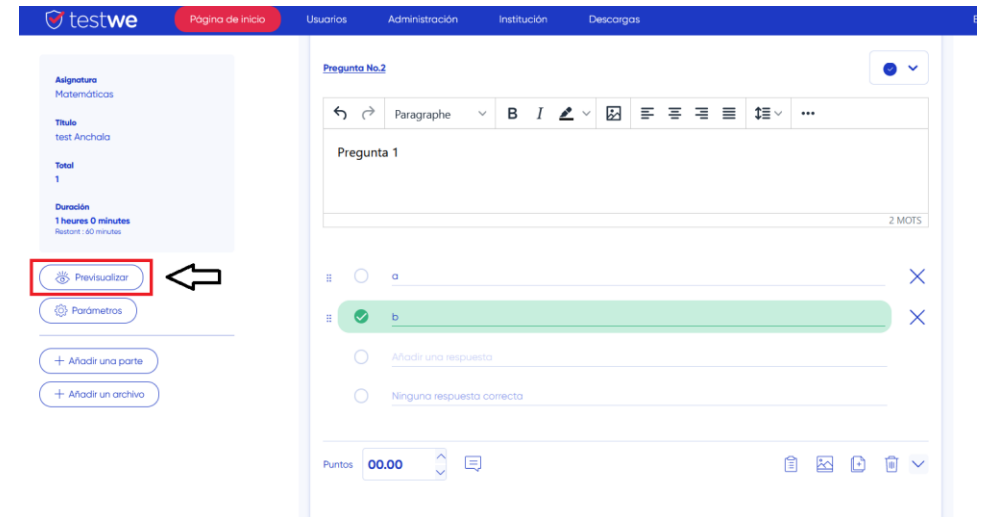 testwe
Página de inicio
Usuarios
Administración
Institución
Descargas
E
Asignatura
Matemáticas
Título
test Anchala
Total
1
Duración
1 heures 0 minutes
Restant : 60 minutes
Previsualizar
Parámetros
+ Añadir una parte
+ Añadir un archivo
Pregunta No.2
Paragraphe
B I
Pregunta 1
2 MOTS
a
b
Añadir una respuesta
Ninguna respuesta correcta
Puntos 00.00